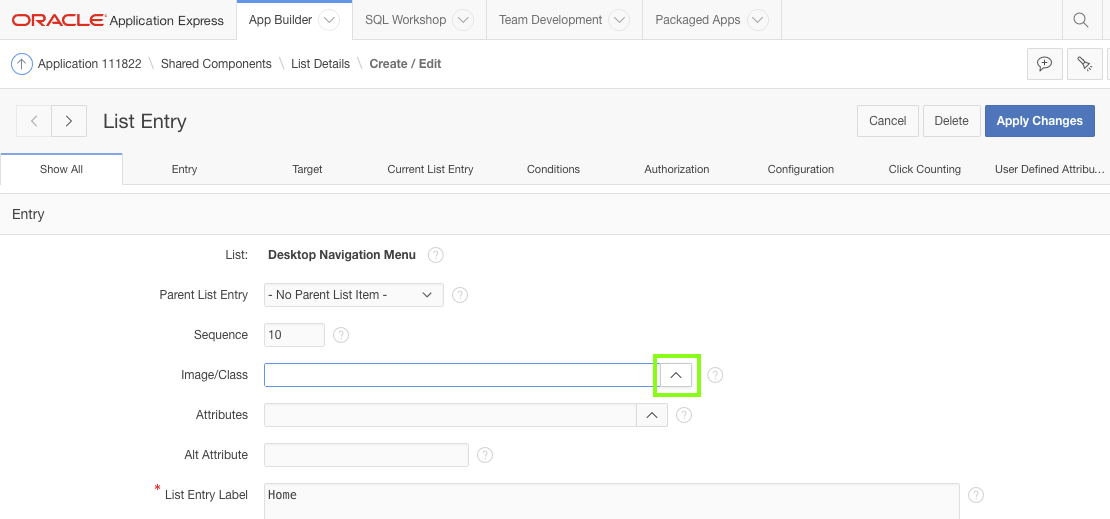 ORACLE Application Express App Builder SQL Workshop Team Development Packaged Apps
Application 111822 \ Shared Components \ List Details \ Create / Edit
List Entry Cancel Delete Apply Changes
Show All Entry Target Current List Entry Conditions Authorization Configuration Click Counting User Defined Attribu...
Entry
List: Desktop Navigation Menu ?
Parent List Entry - No Parent List Item - ?
Sequence 10 ?
Image/Class ?
Attributes ?
Alt Attribute ?
* List Entry Label Home ?